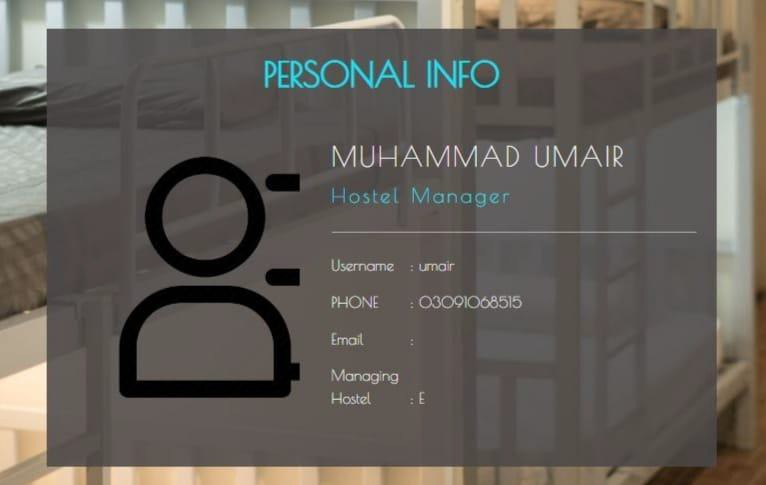 PERSONAL INFO
MUHAMMAD UMAIR
Hostel Manager
Username : umair
PHONE : 03091068515
Email :
Managing
Hostel : E